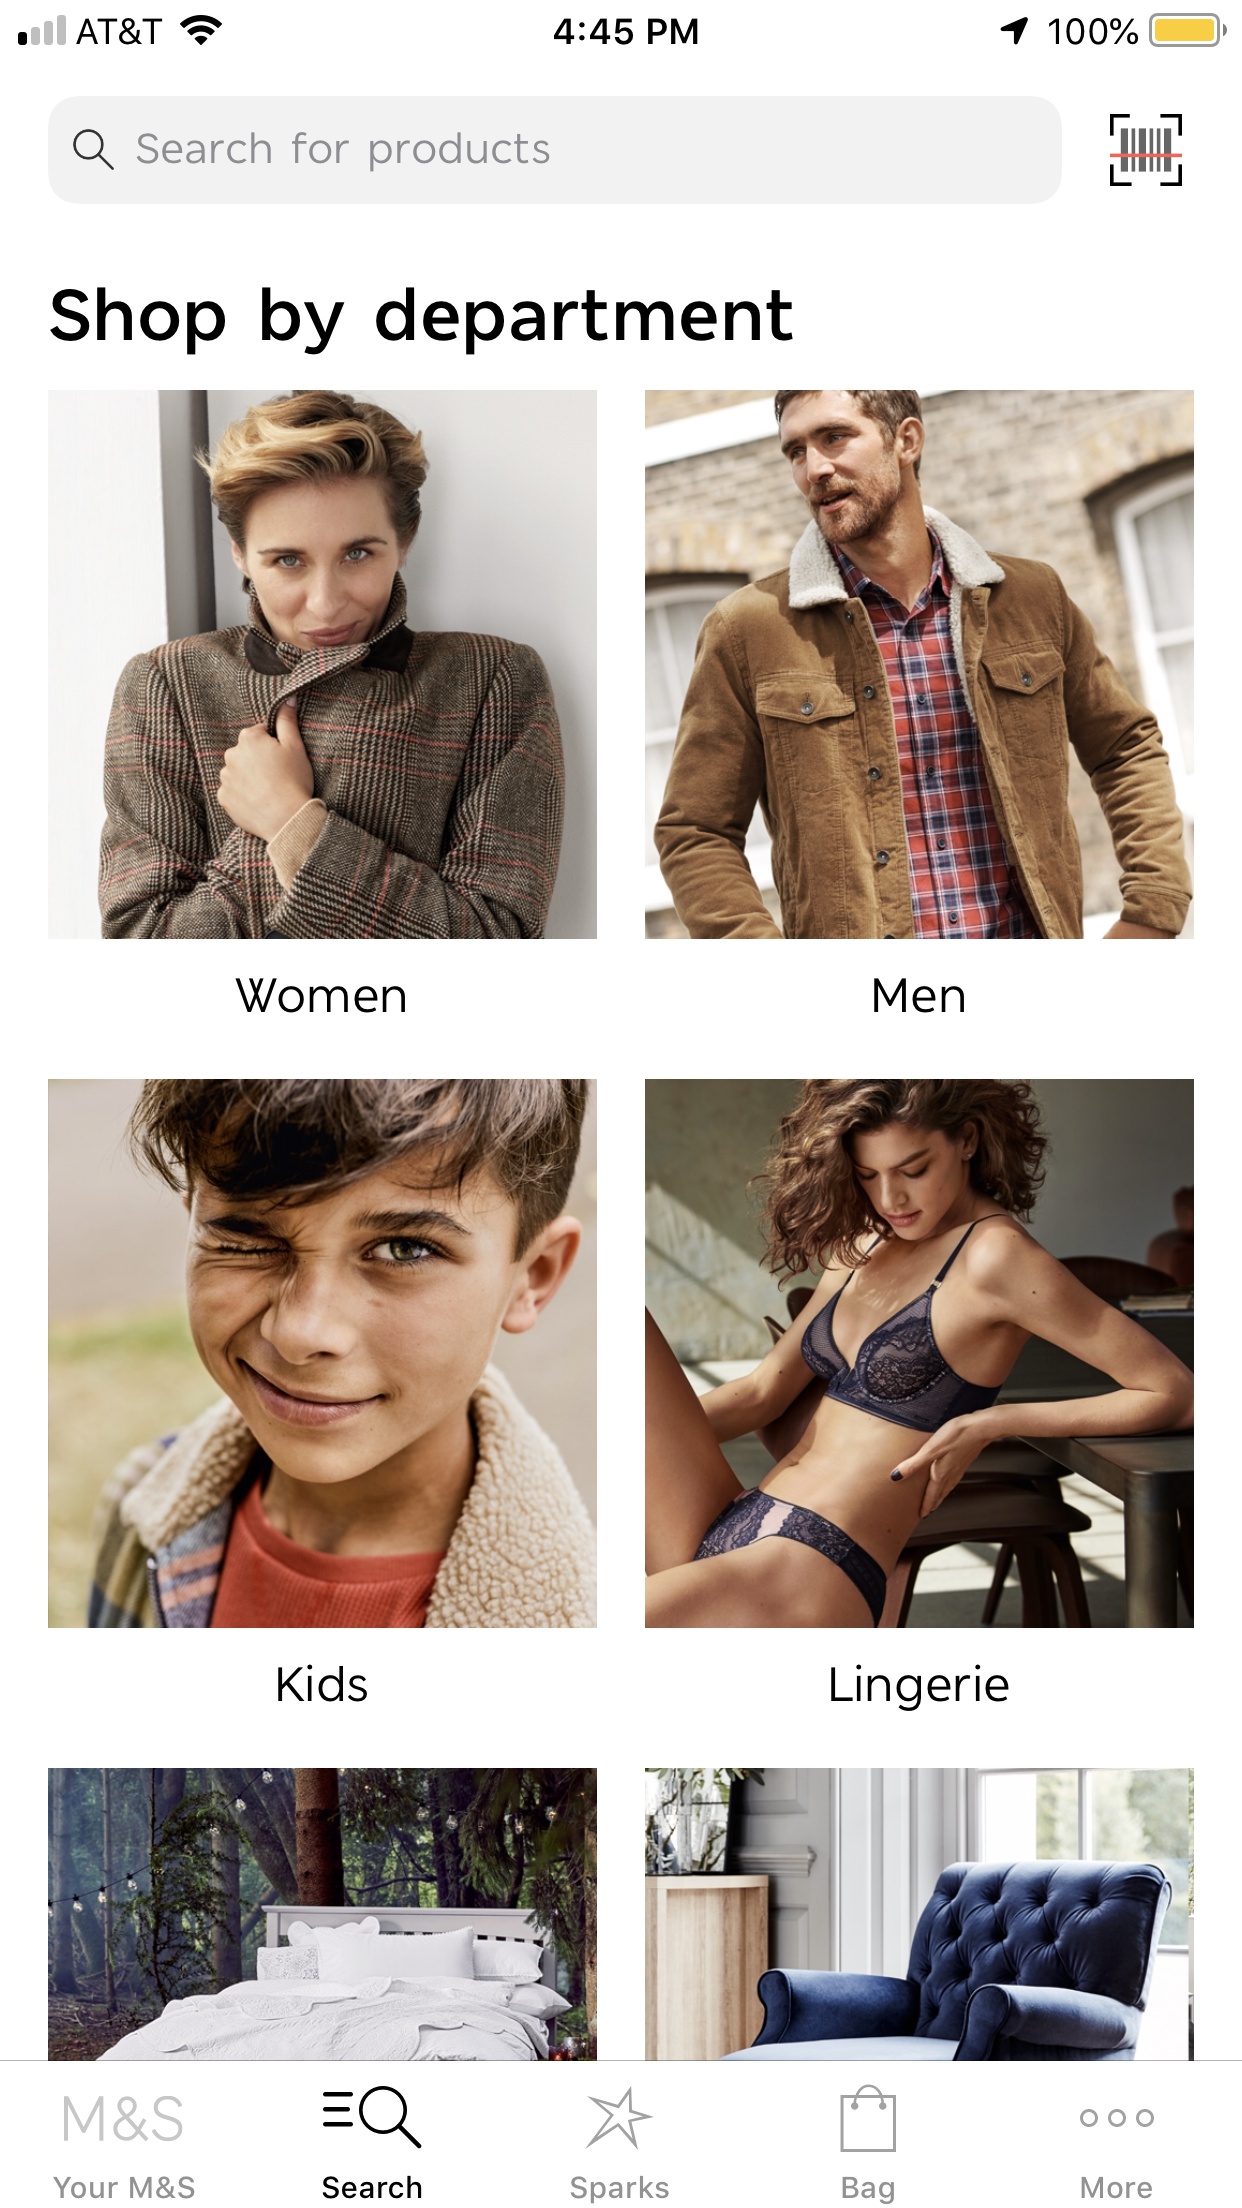 AT&T 4:45 PM 100%
Search for products
Shop by department
Women Men
Kids Lingerie
M&S
Your M&S Search Sparks Bag More